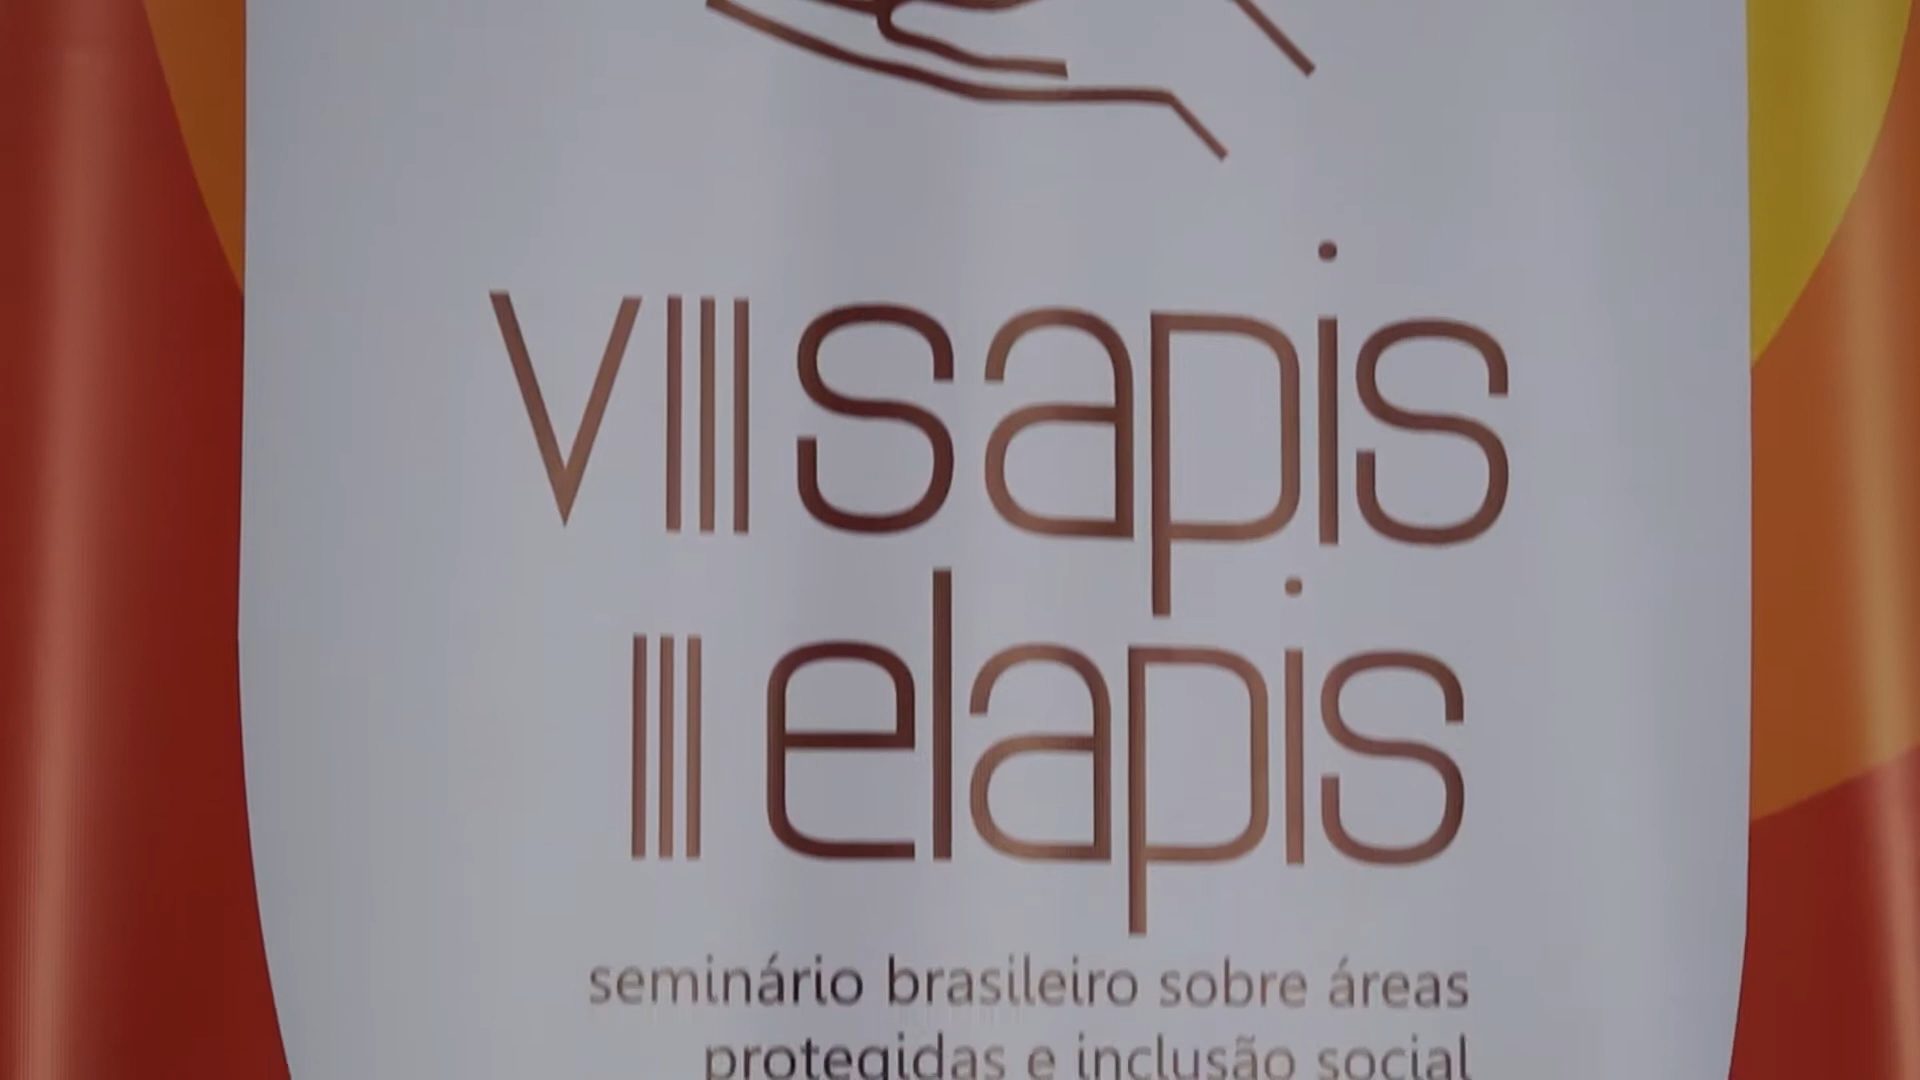 VIII sapis
III elapis
seminário brasileiro sobre áreas
protegidas e inclusão social